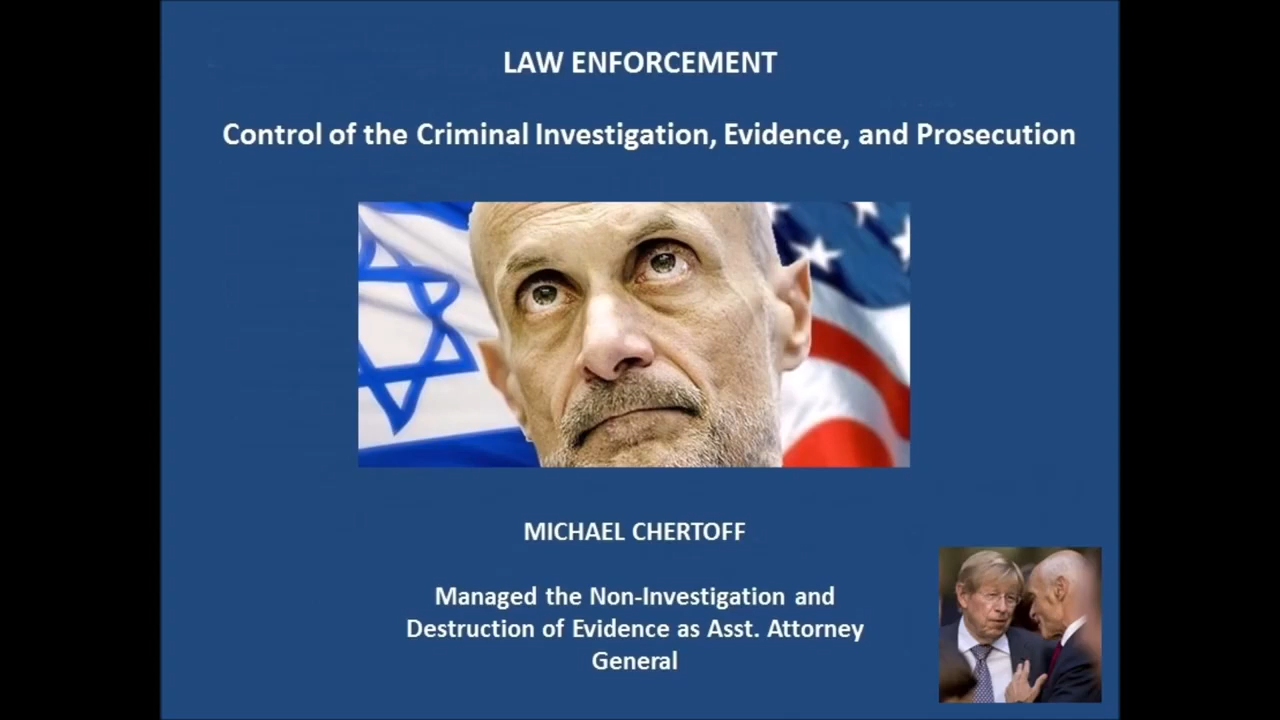 LAW ENFORCEMENT
Control of the Criminal Investigation, Evidence, and Prosecution
MICHAEL CHERTOFF
Managed the Non-Investigation and
Destruction of Evidence as Asst. Attorney
General